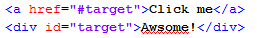 <a href="#target">Click me</a>
<div id="target">Awsome!</div>